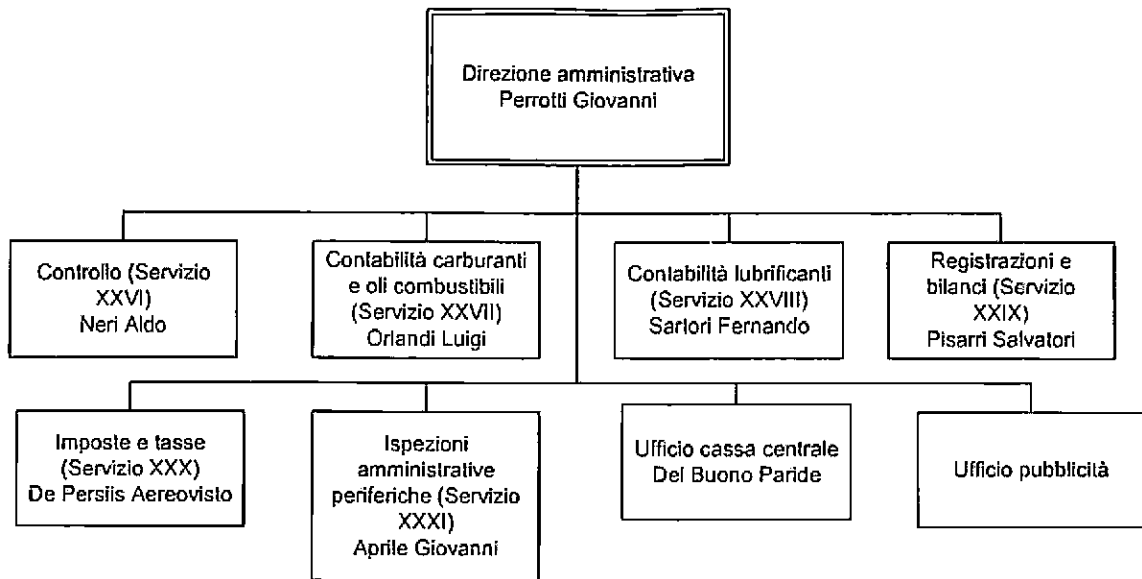 Direzione amministrativa
Perrotti Giovanni
Controllo (Servizio
XXVI)
Neri Aldo
Contabilità carburanti
e oli combustibili
(Servizio XXVII)
Orlandi Luigi
Contabilità lubrificanti
(Servizio XXVIII)
Sartori Fernando
Registrazioni e
bilanci (Servizio
XXIX)
Pisarri Salvatori
Imposte e tasse
(Servizio XXX)
De Persiis Aereovisto
Ispezioni
amministrative
periferiche (Servizio
XXXI)
Aprile Giovanni
Ufficio cassa centrale
Del Buono Paride
Ufficio pubblicità